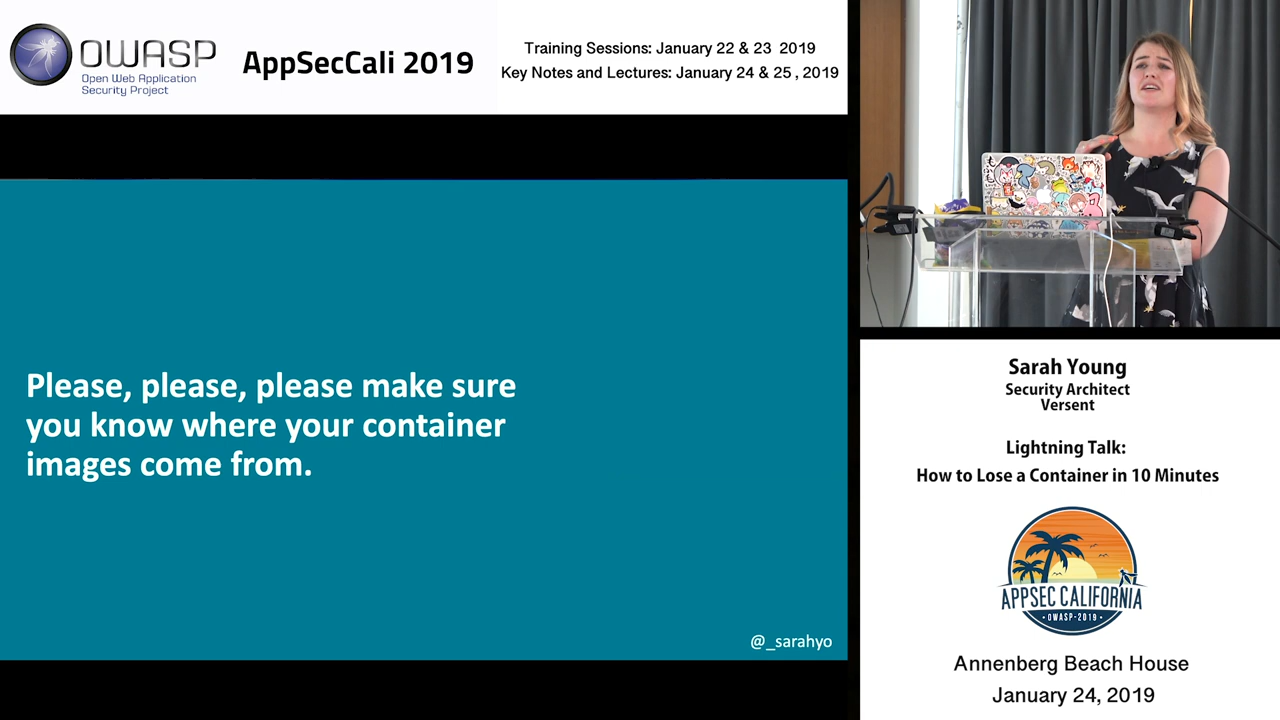 OWASP
Open Web Application
Security Project
AppSecCali 2019
Training Sessions: January 22 & 23 2019
Key Notes and Lectures: January 24 & 25, 2019
Please, please, please make sure
you know where your container
images come from.
@_sarahyo
Sarah Young
Security Architect
Versent
Lightning Talk:
How to Lose a Container in 10 Minutes
APPSEC CALIFORNIA
·OWASP-2019·
Annenberg Beach House
January 24, 2019